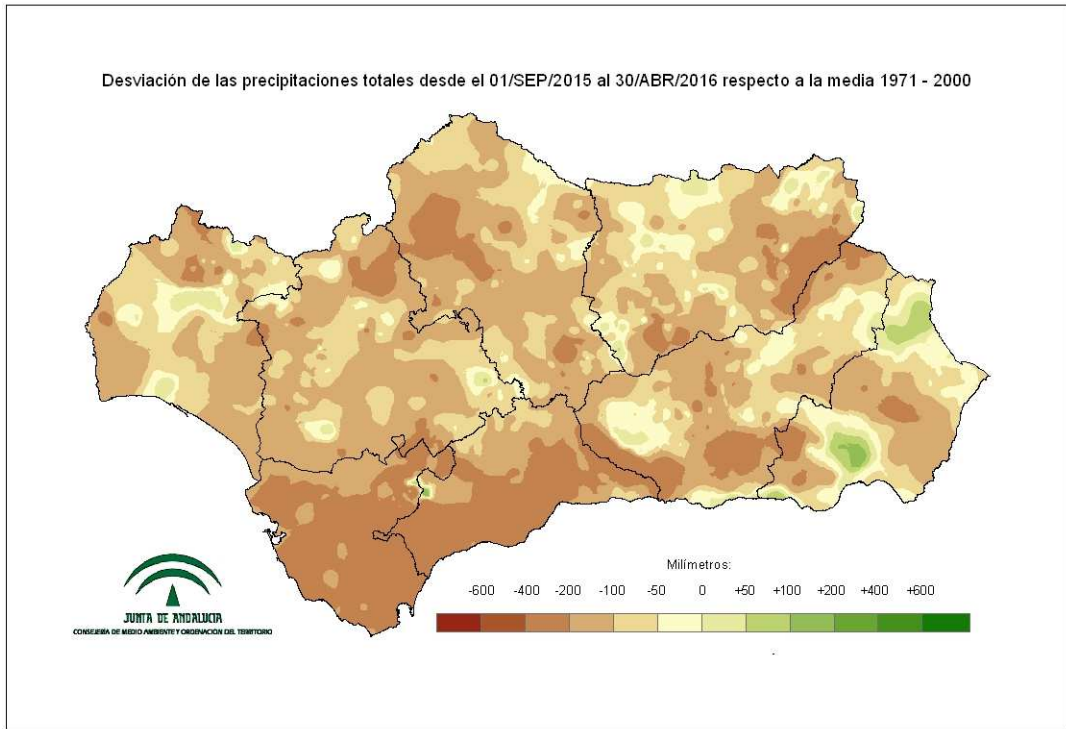 Desviación de las precipitaciones totales desde el 01/SEP/2015 al 30/ABR/2016 respecto a la media 1971 - 2000
Milímetros:
-600 -400 -200 -100 -50 0 +50 +100 +200 +400 +600
JUNTA DE ANDALUCIA
CONSEJERÍA DE MEDIO AMBIENTE Y ORDENACIÓN DEL TERRITORIO